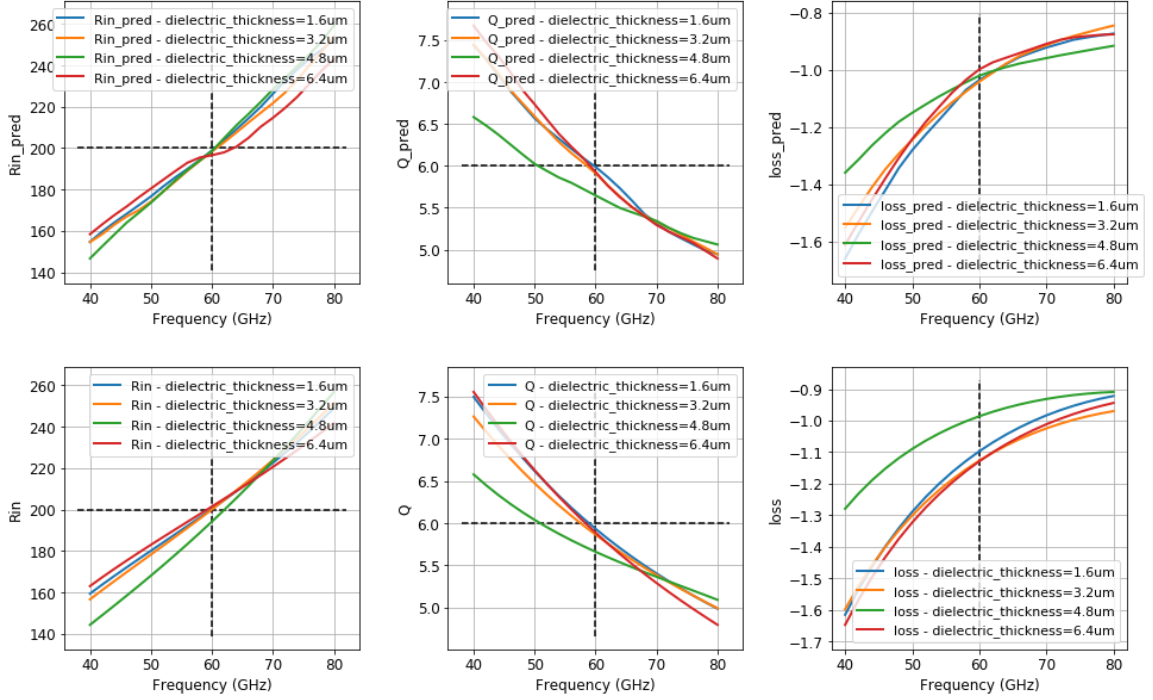 260
240
220
200
180
160
140
Rin_pred
Rin_pred - dielectric_thickness=1.6um
Rin_pred - dielectric_thickness=3.2um
Rin_pred - dielectric_thickness=4.8um
Rin_pred - dielectric_thickness=6.4um
40 50 60 70 80
Frequency (GHz)
7.5
7.0
6.5
6.0
5.5
5.0
Q_pred
Q_pred - dielectric_thickness=1.6um
Q_pred - dielectric_thickness=3.2um
Q_pred - dielectric_thickness=4.8um
Q_pred - dielectric_thickness=6.4um
40 50 60 70 80
Frequency (GHz)
−0.8
−1.0
−1.2
−1.4
−1.6
loss_pred
loss_pred - dielectric_thickness=1.6um
loss_pred - dielectric_thickness=3.2um
loss_pred - dielectric_thickness=4.8um
loss_pred - dielectric_thickness=6.4um
40 50 60 70 80
Frequency (GHz)
260
240
220
200
180
160
140
Rin
Rin - dielectric_thickness=1.6um
Rin - dielectric_thickness=3.2um
Rin - dielectric_thickness=4.8um
Rin - dielectric_thickness=6.4um
40 50 60 70 80
Frequency (GHz)
7.5
7.0
6.5
6.0
5.5
5.0
Q
Q - dielectric_thickness=1.6um
Q - dielectric_thickness=3.2um
Q - dielectric_thickness=4.8um
Q - dielectric_thickness=6.4um
40 50 60 70 80
Frequency (GHz)
−0.9
−1.0
−1.1
−1.2
−1.3
−1.4
−1.5
−1.6
−1.7
loss
loss - dielectric_thickness=1.6um
loss - dielectric_thickness=3.2um
loss - dielectric_thickness=4.8um
loss - dielectric_thickness=6.4um
40 50 60 70 80
Frequency (GHz)